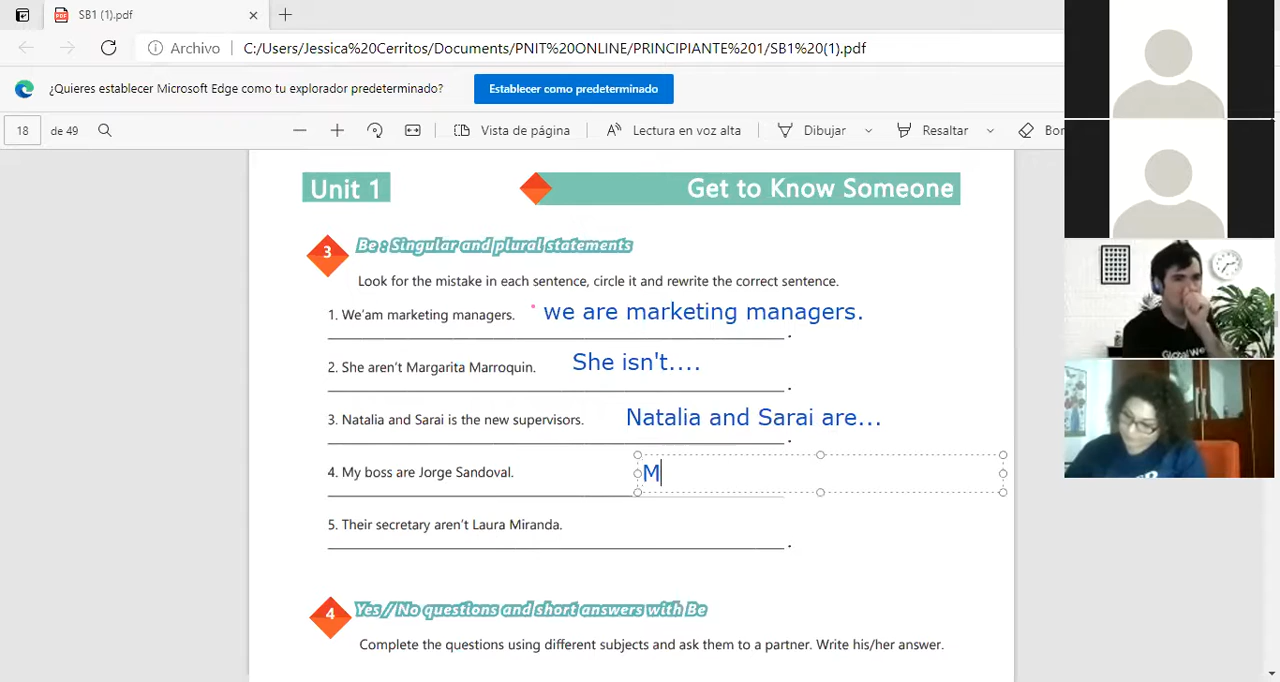 SB1 (1).pdf
Archivo C:/Users/Jessica%20Cerritos/Documents/PNIT%20ONLINE/PRINCIPIANTE%201/SB1%20(1).pdf
¿Quieres establecer Microsoft Edge como tu explorador predeterminado? Establecer como predeterminado
18 de 49 Vista de página Lectura en voz alta Dibujar Resaltar Bor
Unit 1 Get to Know Someone
3 Be : Singular and plural statements
Look for the mistake in each sentence, circle it and rewrite the correct sentence.
1. We'am marketing managers. we are marketing managers.
2. She aren't Margarita Marroquin. She isn't....
3. Natalia and Sarai is the new supervisors. Natalia and Sarai are...
4. My boss are Jorge Sandoval. M
5. Their secretary aren't Laura Miranda.
4 Yes / No questions and short answers with Be
Complete the questions using different subjects and ask them to a partner. Write his/her answer.